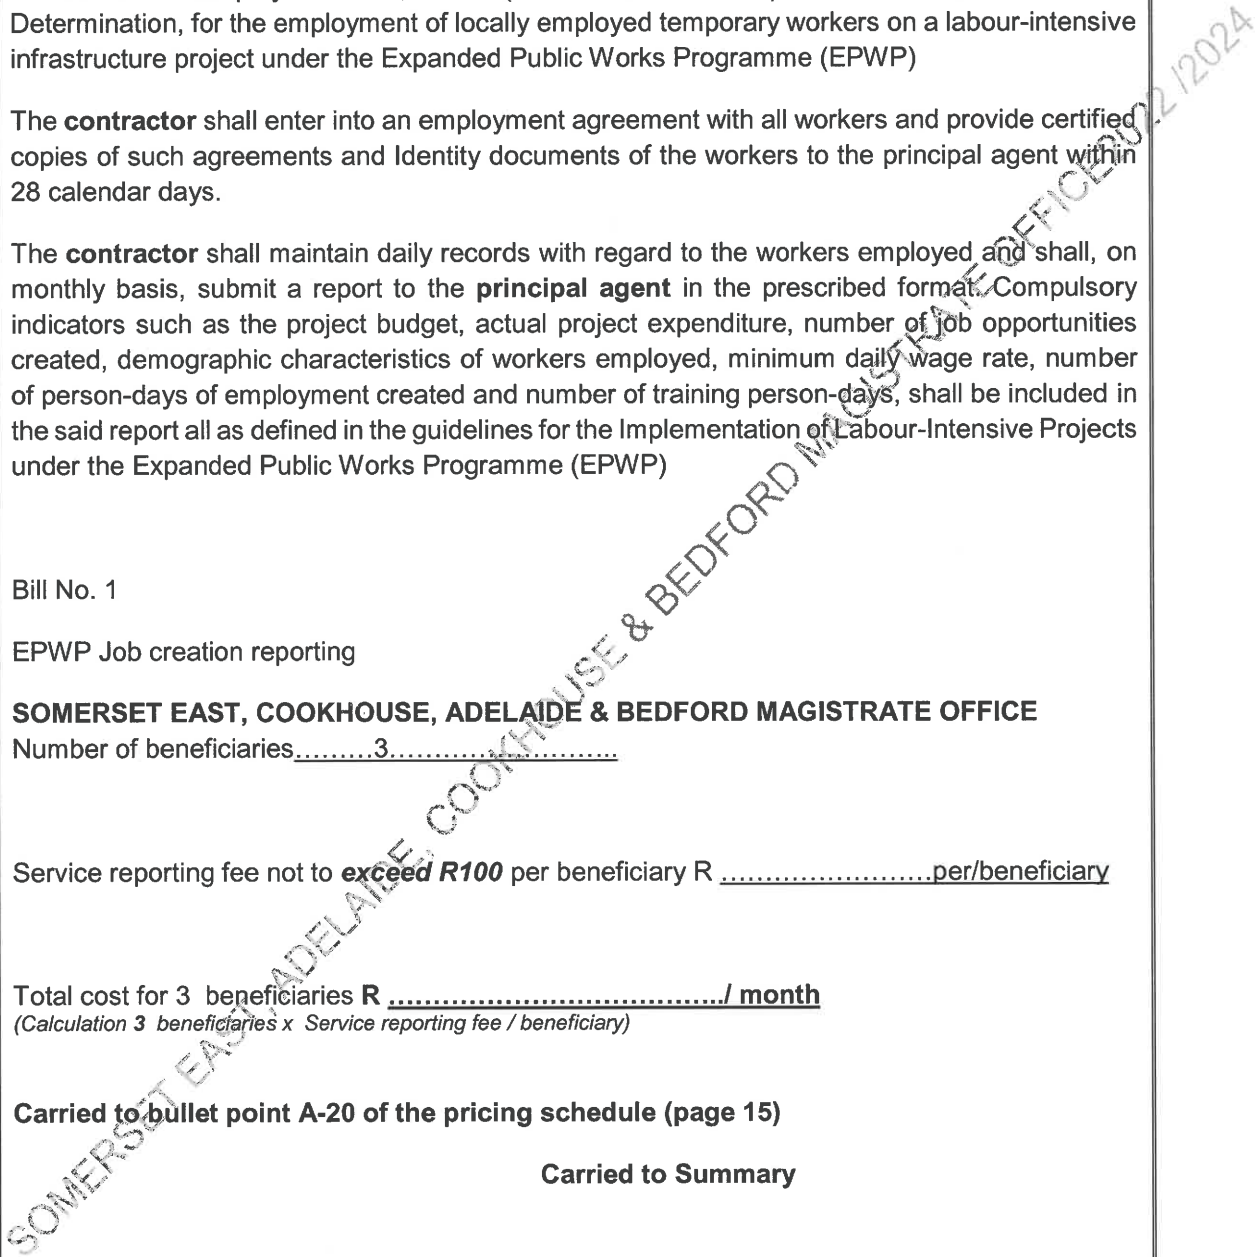 Determination, for the employment of locally employed temporary workers on a labour-intensive
infrastructure project under the Expanded Public Works Programme (EPWP)
The contractor shall enter into an employment agreement with all workers and provide certified
copies of such agreements and Identity documents of the workers to the principal agent within
28 calendar days.
The contractor shall maintain daily records with regard to the workers employed and shall, on
monthly basis, submit a report to the principal agent in the prescribed format. Compulsory
indicators such as the project budget, actual project expenditure, number of job opportunities
created, demographic characteristics of workers employed, minimum daily wage rate, number
of person-days of employment created and number of training person-days, shall be included in
the said report all as defined in the guidelines for the Implementation of Labour-Intensive Projects
under the Expanded Public Works Programme (EPWP)
Bill No. 1
EPWP Job creation reporting
SOMERSET EAST, COOKHOUSE, ADELAIDE & BEDFORD MAGISTRATE OFFICE
Number of beneficiaries.........3..........................
Service reporting fee not to exceed R100 per beneficiary R ........................per/beneficiary
Total cost for 3 beneficiaries R ...................................../ month
(Calculation 3 beneficiaries x Service reporting fee / beneficiary)
Carried to bullet point A-20 of the pricing schedule (page 15)
Carried to Summary
SOMERSET EAST, ADELAIDE, COOKHOUSE & BEDFORD MAGISTRATE OFFICE2022 /2024